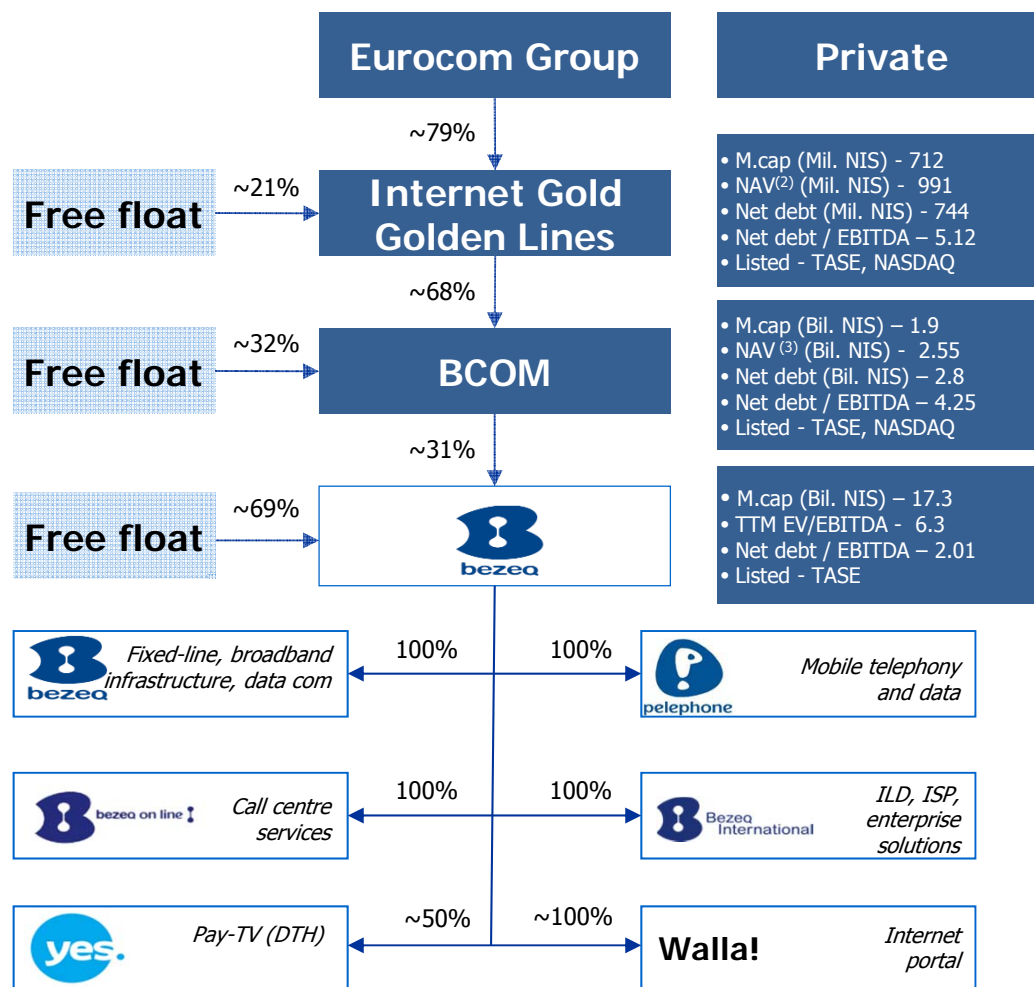 Eurocom Group
Private
~79%
• M.cap (Mil. NIS) - 712
• NAV(2) (Mil. NIS) - 991
• Net debt (Mil. NIS) - 744
• Net debt / EBITDA – 5.12
• Listed - TASE, NASDAQ
Free float
~21%
Internet Gold
Golden Lines
~68%
• M.cap (Bil. NIS) – 1.9
• NAV (3) (Bil. NIS) - 2.55
• Net debt (Bil. NIS) – 2.8
• Net debt / EBITDA – 4.25
• Listed - TASE, NASDAQ
Free float
~32%
BCOM
~31%
• M.cap (Bil. NIS) – 17.3
• TTM EV/EBITDA - 6.3
• Net debt / EBITDA – 2.01
• Listed - TASE
Free float
~69%
bezeq
bezeq
Fixed-line, broadband
infrastructure, data com
100%
100%
pelephone
Mobile telephony
and data
bezeq on line
Call centre
services
100%
100%
Bezeq
International
ILD, ISP,
enterprise
solutions
yes.
Pay-TV (DTH)
~50%
~100%
Walla!
Internet
portal